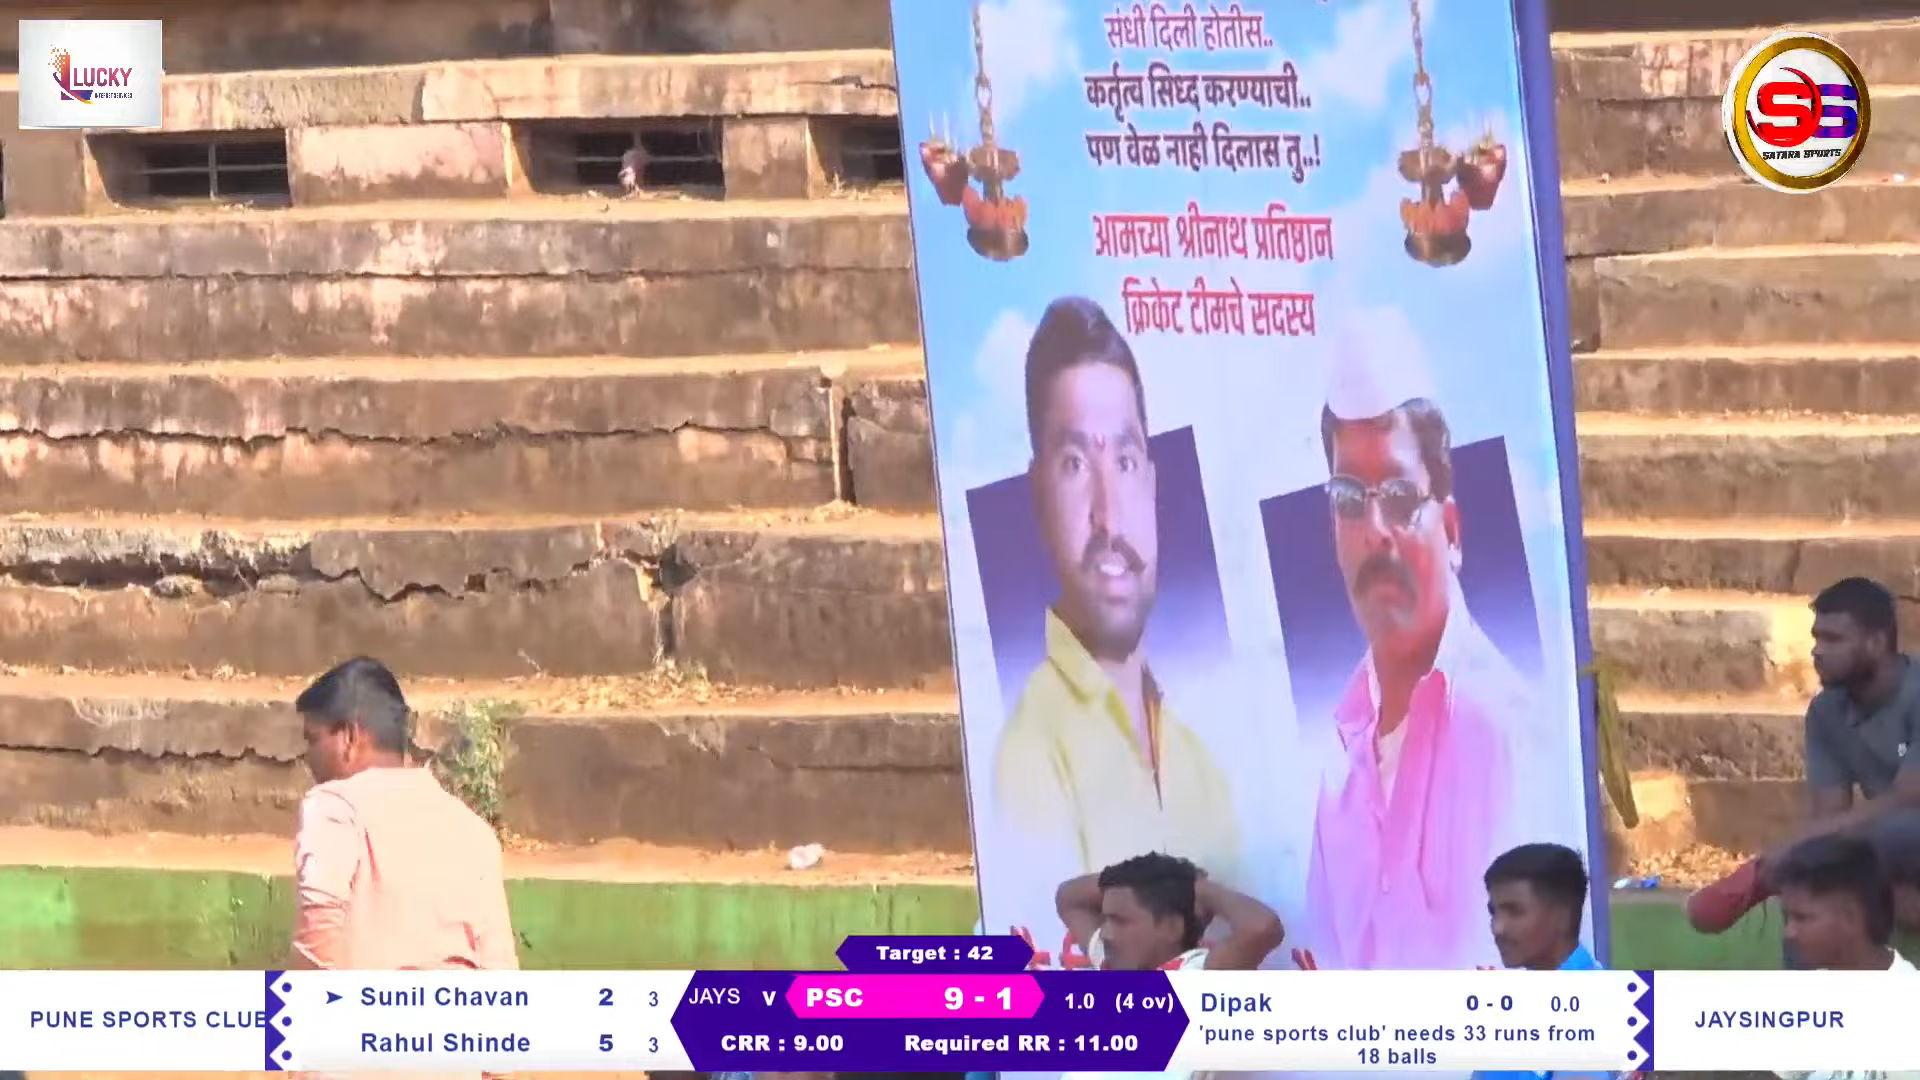 LUCKY
संधी दिली होतीस..
कर्तृत्व सिध्द करण्याची..
पण वेळ नाही दिलास तु..!
आमच्या श्रीनाथ प्रतिष्ठान
क्रिकेट टीमचे सदस्य
SS
SATARA SPORTS
Target : 42
PUNE SPORTS CLUE
Sunil Chavan 2 3
Rahul Shinde 5 3
JAYS v PSC 9 - 1 1.0 (4 ov)
CRR : 9.00 Required RR : 11.00
Dipak 0 - 0 0.0
'pune sports club' needs 33 runs from
18 balls
JAYSINGPUR